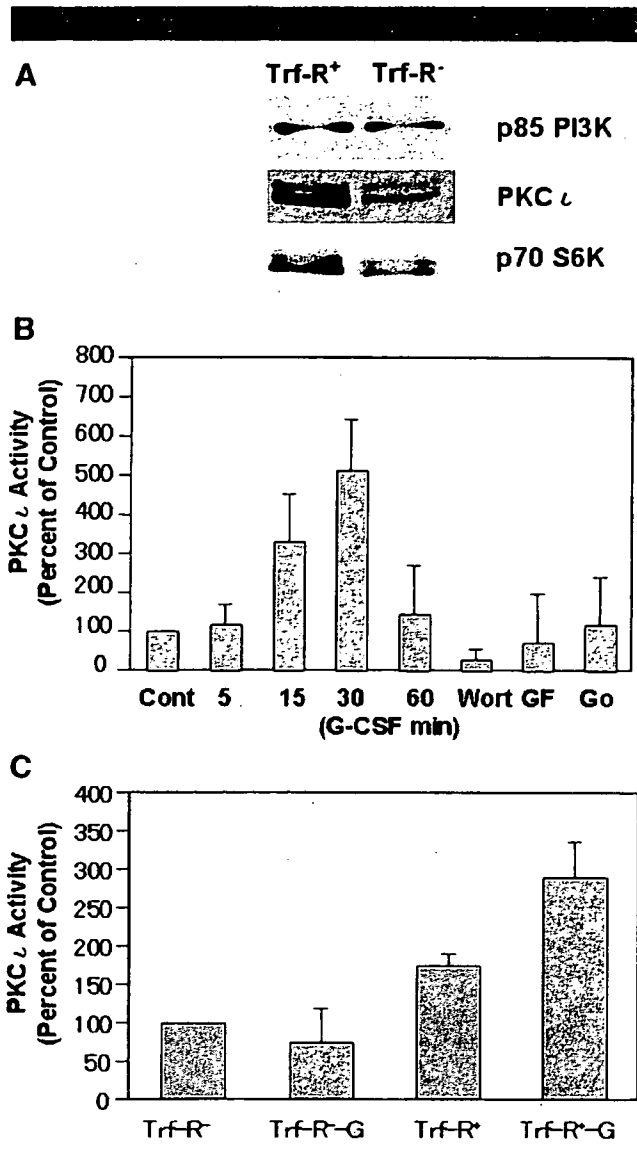 A
Trf-R⁺ Trf-R⁻
p85 PI3K
PKC ι
p70 S6K
B
PKC ι Activity
(Percent of Control)
800
700
600
500
400
300
200
100
0
Cont 5 15 30 60 Wort GF Go
(G-CSF min)
C
PKC ι Activity
(Percent of Control)
400
350
300
250
200
150
100
50
0
Trf-R⁻ Trf-R⁻-G Trf-R⁺ Trf-R⁺-G